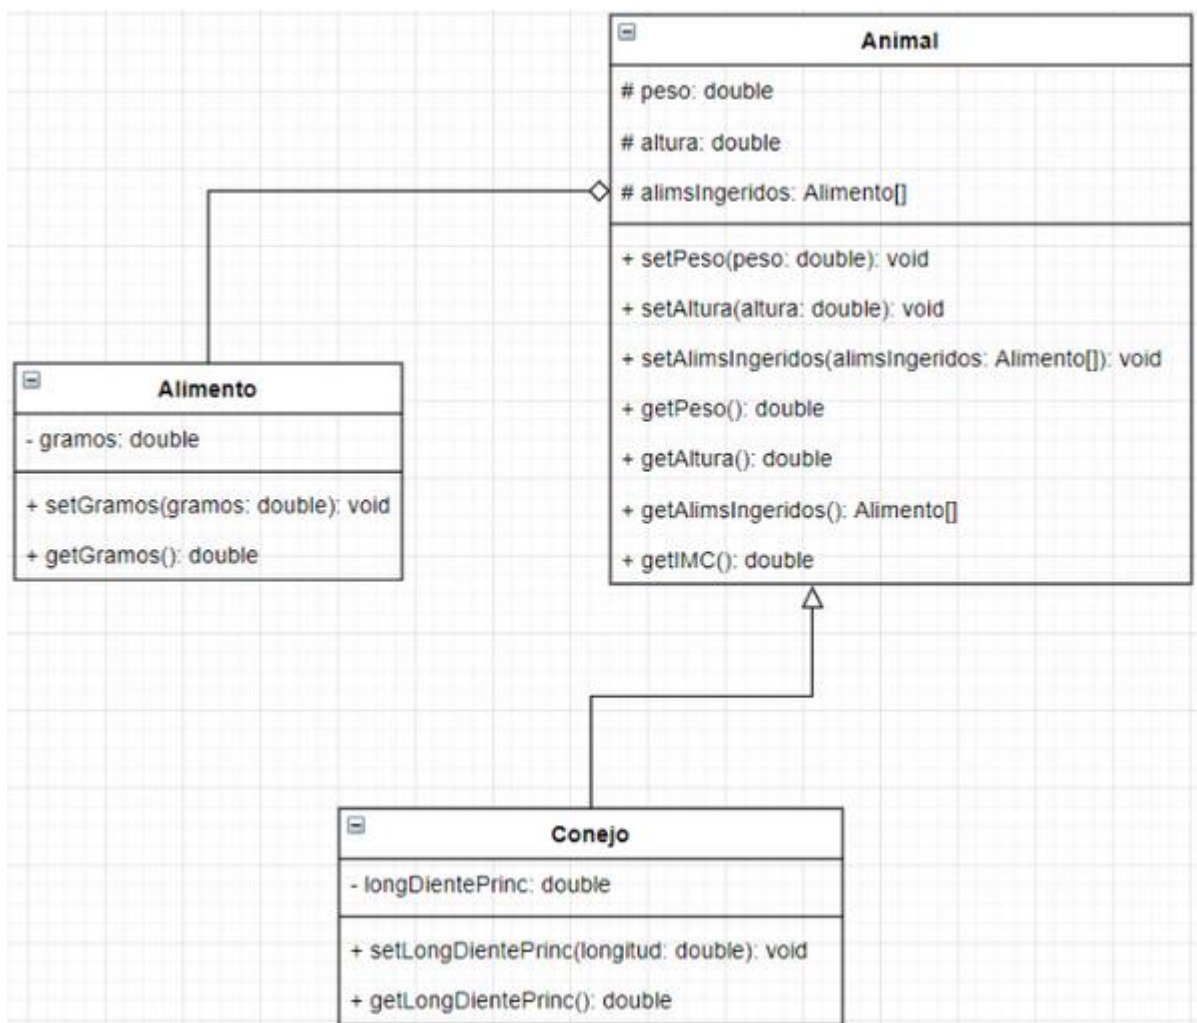 Animal
# peso: double
# altura: double
# alimsIngeridos: Alimento[]
+ setPeso(peso: double): void
+ setAltura(altura: double): void
+ setAlimsIngeridos(alimsIngeridos: Alimento[]): void
+ getPeso(): double
+ getAltura(): double
+ getAlimsIngeridos(): Alimento[]
+ getIMC(): double
Alimento
- gramos: double
+ setGramos(gramos: double): void
+ getGramos(): double
Conejo
- longDientePrinc: double
+ setLongDientePrinc(longitud: double): void
+ getLongDientePrinc(): double